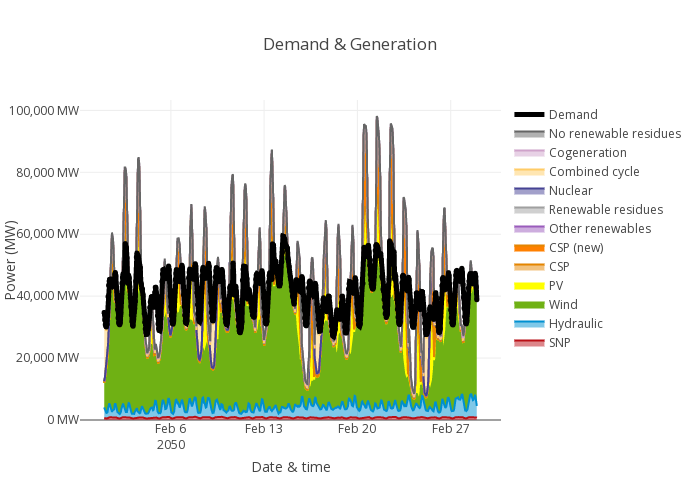 Demand & Generation
Power (MW)
100,000 MW
80,000 MW
60,000 MW
40,000 MW
20,000 MW
0 MW
Feb 6
2050
Feb 13
Feb 20
Feb 27
Date & time
Demand
No renewable residues
Cogeneration
Combined cycle
Nuclear
Renewable residues
Other renewables
CSP (new)
CSP
PV
Wind
Hydraulic
SNP